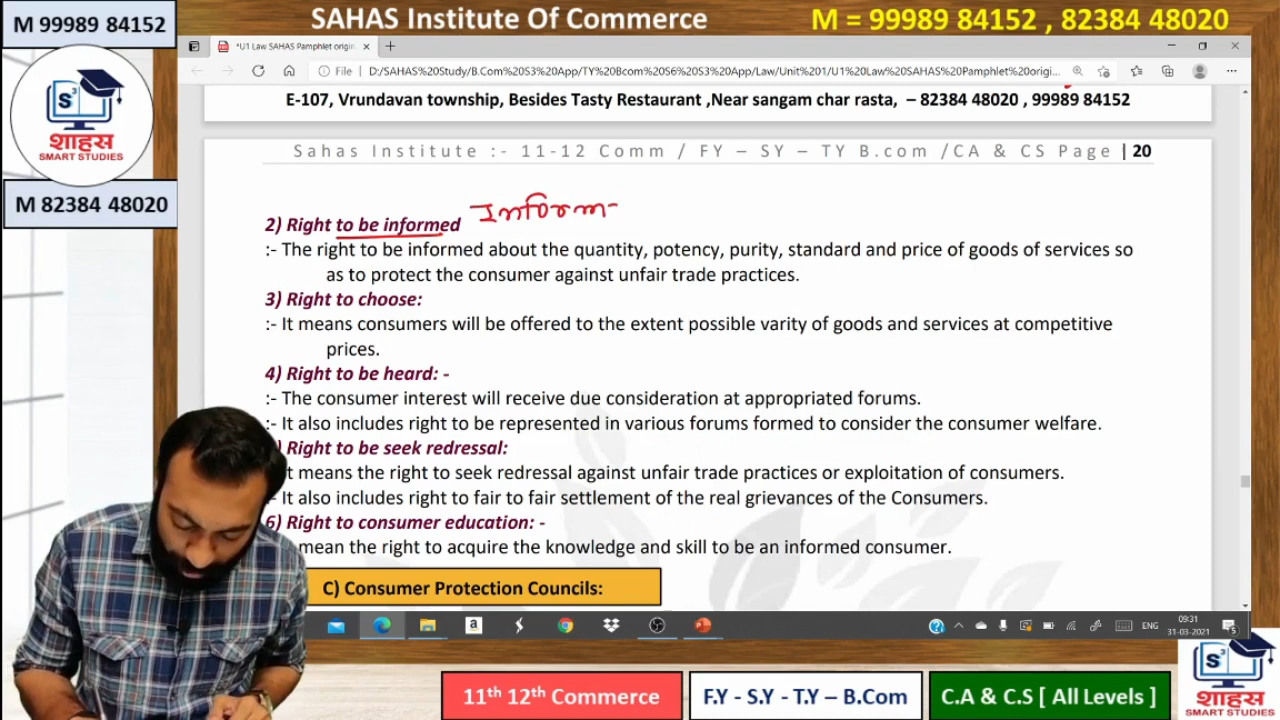 M 99989 84152
SAHAS Institute Of Commerce
M = 99989 84152 , 82384 48020
S³
शाहस
SMART STUDIES
M 82384 48020
*U1 Law SAHAS Pamphlet origin
File
D:/SAHAS%20Study/B.Com%20S3%20App/TY%20Bcom%20S6%20S3%20App/Law/Unit%201/U1%20Law%20SAHAS%20Pamphlet%20origi...
E-107, Vrundavan township, Besides Tasty Restaurant ,Near sangam char rasta, – 82384 48020 , 99989 84152
Sahas Institute :- 11-12 Comm / FY – SY – TY B.com /CA & CS Page | 20
2) Right to be informed
Inform-
:- The right to be informed about the quantity, potency, purity, standard and price of goods of services so
as to protect the consumer against unfair trade practices.
3) Right to choose:
:- It means consumers will be offered to the extent possible varity of goods and services at competitive
prices.
4) Right to be heard: -
:- The consumer interest will receive due consideration at appropriated forums.
:- It also includes right to be represented in various forums formed to consider the consumer welfare.
) Right to be seek redressal:
t means the right to seek redressal against unfair trade practices or exploitation of consumers.
- It also includes right to fair to fair settlement of the real grievances of the Consumers.
6) Right to consumer education: -
mean the right to acquire the knowledge and skill to be an informed consumer.
C) Consumer Protection Councils:
ENG
09:31
31-03-2021
5
11th 12th Commerce
F.Y - S.Y - T.Y – B.Com
C.A & C.S [ All Levels ]
S³
शाहस
SMART STUDIES